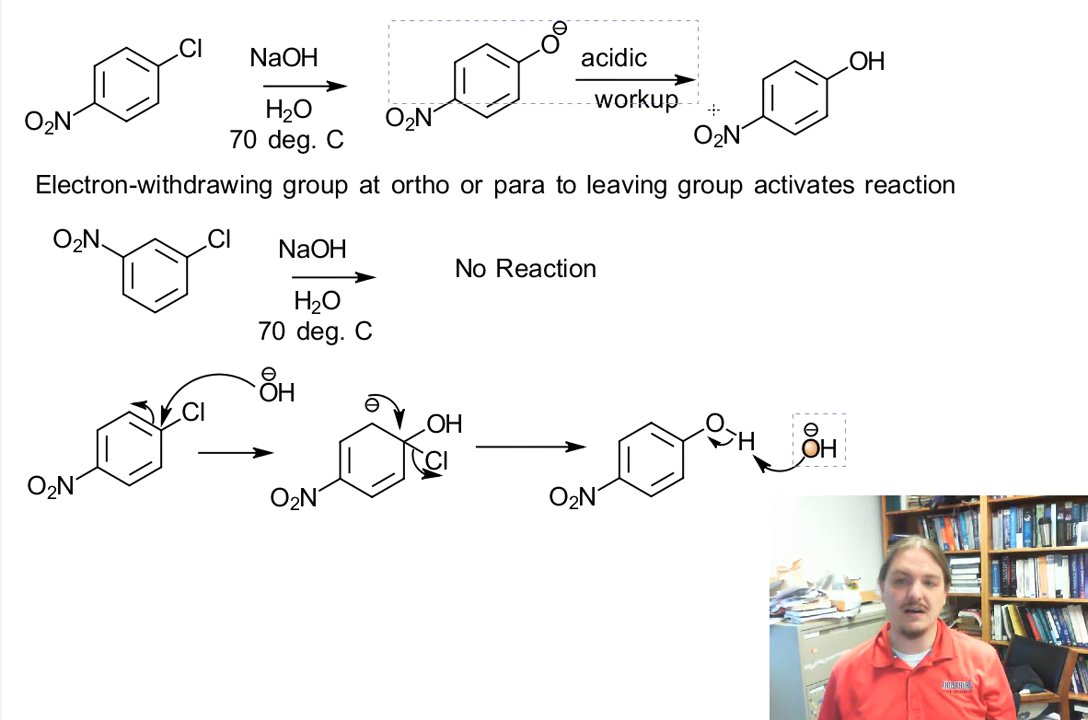 Cl
NaOH
H₂O
70 deg. C
O₂N
O⊖
O₂N
acidic
workup
OH
O₂N
Electron-withdrawing group at ortho or para to leaving group activates reaction
O₂N
Cl
NaOH
H₂O
70 deg. C
No Reaction
⊖
OH
Cl
O₂N
⊖
OH
Cl
O₂N
O
H
O₂N
⊖
OH